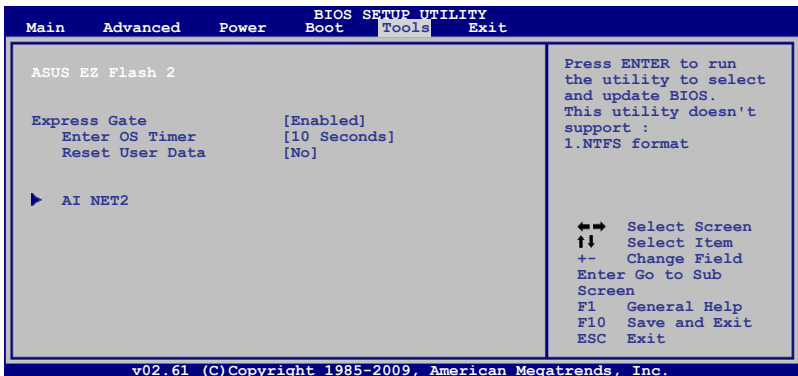 BIOS SETUP UTILITY
Main Advanced Power Boot Tools Exit
ASUS EZ Flash 2
Express Gate [Enabled]
Enter OS Timer [10 Seconds]
Reset User Data [No]
AI NET2
Press ENTER to run
the utility to select
and update BIOS.
This utility doesn't
support :
1.NTFS format
Select Screen
Select Item
+- Change Field
Enter Go to Sub
Screen
F1 General Help
F10 Save and Exit
ESC Exit
v02.61 (C)Copyright 1985-2009, American Megatrends, Inc.